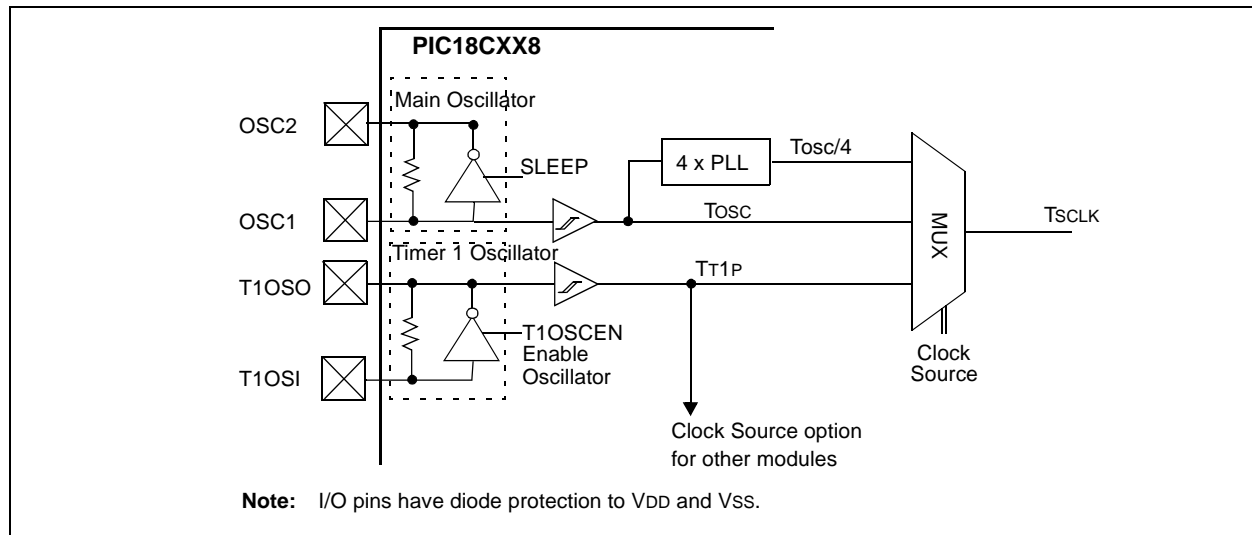 PIC18CXX8
Main Oscillator
OSC2
SLEEP
4 x PLL
Tosc/4
OSC1
TOSC
MUX
TSCLK
Timer 1 Oscillator
T1OSO
TT1P
T1OSCEN
Enable
Oscillator
T1OSI
Clock
Source
Clock Source option
for other modules
Note: I/O pins have diode protection to VDD and VSS.